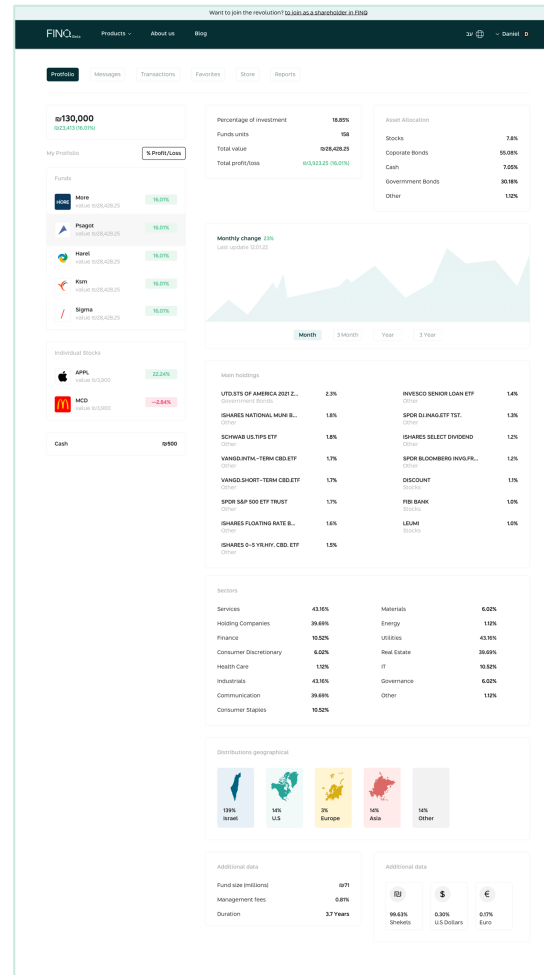 Want to join the revolution? to join as a shareholder in FINQ
FINQ Beta
Products
About us
Blog
עב
Daniel D
Protfolio
Messages
Transactions
Favorites
Store
Reports
₪130,000
₪23,413 (16.01%)
My Protfolio
% Profit/Loss
Funds
MORE
More
value ₪28,428.25
16.01%
Psagot
value ₪28,428.25
16.01%
Harel
value ₪28,428.25
16.01%
Ksm
value ₪28,428.25
16.01%
Sigma
value ₪28,428.25
16.01%
Individual Stocks
APPL
value ₪3,900
22.24%
MCD
value ₪3,900
-2.84%
Cash ₪500
Percentage of investment 18.85%
Funds units 158
Total value ₪28,428.25
Total profit/loss ₪3,923.25 (16.01%)
Asset Allocation
Stocks 7.8%
Coporate Bonds 55.08%
Cash 7.05%
Government Bonds 30.18%
Other 1.12%
Monthly change 23%
Last update 12.01.22
Month
3 Month
Year
3 Year
Main holdings
UTD.STS OF AMERICA 2021 Z... 2.3%
Government Bonds
ISHARES NATIONAL MUNI B... 1.8%
Other
SCHWAB US.TIPS ETF 1.8%
Other
VANGD.INTM.-TERM CBD.ETF 1.7%
Other
VANGD.SHORT-TERM CBD.ETF 1.7%
Other
SPDR S&P 500 ETF TRUST 1.7%
Other
ISHARES FLOATING RATE B... 1.6%
Other
ISHARES 0-5 YR.HIY. CBD. ETF 1.5%
Other
INVESCO SENIOR LOAN ETF 1.4%
Other
SPDR DJ.INAG.ETF TST. 1.3%
Other
ISHARES SELECT DIVIDEND 1.2%
Other
SPDR BLOOMBERG INVG.FR... 1.2%
Other
DISCOUNT 1.1%
Stocks
FIBI BANK 1.0%
Stocks
LEUMI 1.0%
Stocks
Sectors
Services 43.16%
Holding Companies 39.69%
Finance 10.52%
Consumer Discretionary 6.02%
Health Care 1.12%
Industrials 43.16%
Communication 39.69%
Consumer Staples 10.52%
Materials 6.02%
Energy 1.12%
Utilities 43.16%
Real Estate 39.69%
IT 10.52%
Governance 6.02%
Other 1.12%
Distributions geographical
139%
Israel
14%
U.S
3%
Europe
14%
Asia
14%
Other
Additional data
Fund size (millions) ₪71
Management fees 0.81%
Duration 3.7 Years
Additional data
₪
99.63%
Shekels
$
0.30%
U.S Dollars
€
0.17%
Euro